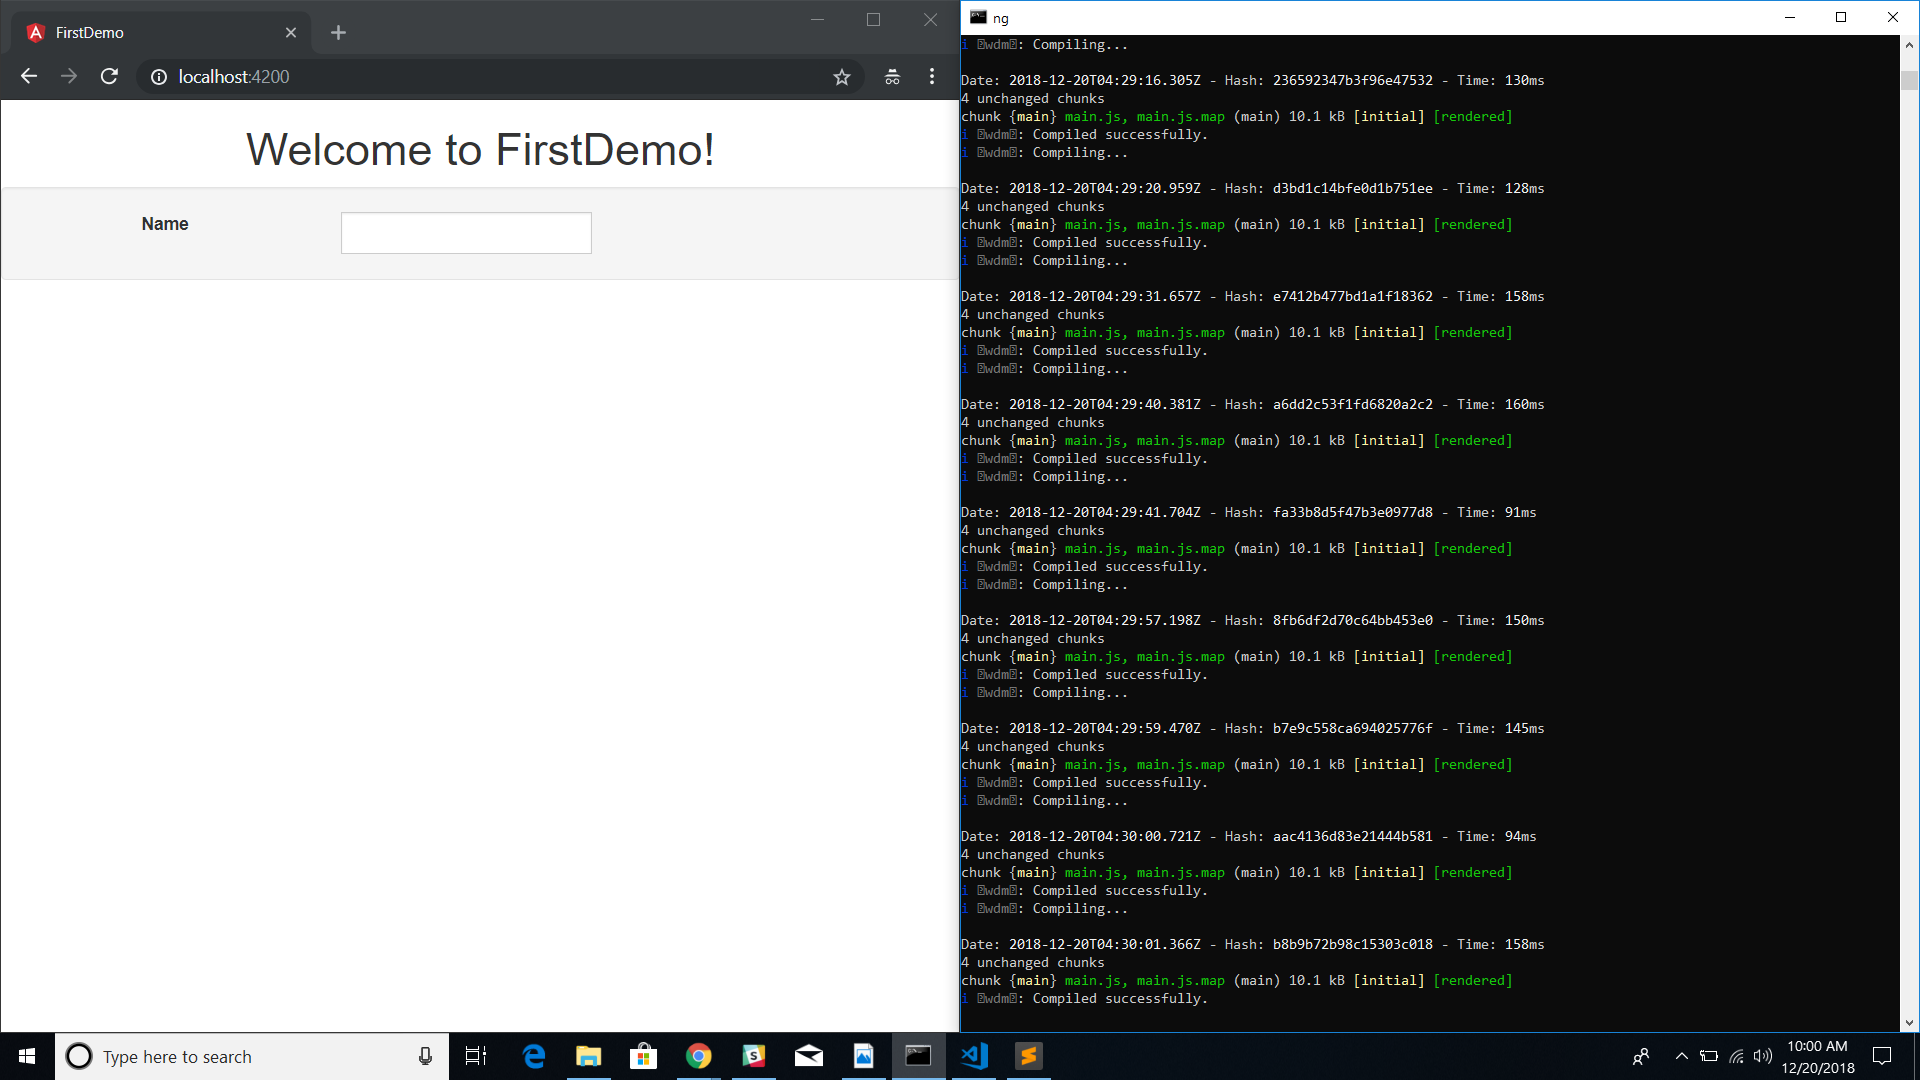 FirstDemo
localhost:4200
Welcome to FirstDemo!
Name
ng
i ⍰wdm⍰: Compiling...
Date: 2018-12-20T04:29:16.305Z - Hash: 236592347b3f96e47532 - Time: 130ms
4 unchanged chunks
chunk {main} main.js, main.js.map (main) 10.1 kB [initial] [rendered]
i ⍰wdm⍰: Compiled successfully.
i ⍰wdm⍰: Compiling...
Date: 2018-12-20T04:29:20.959Z - Hash: d3bd1c14bfe0d1b751ee - Time: 128ms
4 unchanged chunks
chunk {main} main.js, main.js.map (main) 10.1 kB [initial] [rendered]
i ⍰wdm⍰: Compiled successfully.
i ⍰wdm⍰: Compiling...
Date: 2018-12-20T04:29:31.657Z - Hash: e7412b477bd1a1f18362 - Time: 158ms
4 unchanged chunks
chunk {main} main.js, main.js.map (main) 10.1 kB [initial] [rendered]
i ⍰wdm⍰: Compiled successfully.
i ⍰wdm⍰: Compiling...
Date: 2018-12-20T04:29:40.381Z - Hash: a6dd2c53f1fd6820a2c2 - Time: 160ms
4 unchanged chunks
chunk {main} main.js, main.js.map (main) 10.1 kB [initial] [rendered]
i ⍰wdm⍰: Compiled successfully.
i ⍰wdm⍰: Compiling...
Date: 2018-12-20T04:29:41.704Z - Hash: fa33b8d5f47b3e0977d8 - Time: 91ms
4 unchanged chunks
chunk {main} main.js, main.js.map (main) 10.1 kB [initial] [rendered]
i ⍰wdm⍰: Compiled successfully.
i ⍰wdm⍰: Compiling...
Date: 2018-12-20T04:29:57.198Z - Hash: 8fb6df2d70c64bb453e0 - Time: 150ms
4 unchanged chunks
chunk {main} main.js, main.js.map (main) 10.1 kB [initial] [rendered]
i ⍰wdm⍰: Compiled successfully.
i ⍰wdm⍰: Compiling...
Date: 2018-12-20T04:29:59.470Z - Hash: b7e9c558ca694025776f - Time: 145ms
4 unchanged chunks
chunk {main} main.js, main.js.map (main) 10.1 kB [initial] [rendered]
i ⍰wdm⍰: Compiled successfully.
i ⍰wdm⍰: Compiling...
Date: 2018-12-20T04:30:00.721Z - Hash: aac4136d83e21444b581 - Time: 94ms
4 unchanged chunks
chunk {main} main.js, main.js.map (main) 10.1 kB [initial] [rendered]
i ⍰wdm⍰: Compiled successfully.
i ⍰wdm⍰: Compiling...
Date: 2018-12-20T04:30:01.366Z - Hash: b8b9b72b98c15303c018 - Time: 158ms
4 unchanged chunks
chunk {main} main.js, main.js.map (main) 10.1 kB [initial] [rendered]
i ⍰wdm⍰: Compiled successfully.
Type here to search
10:00 AM
12/20/2018